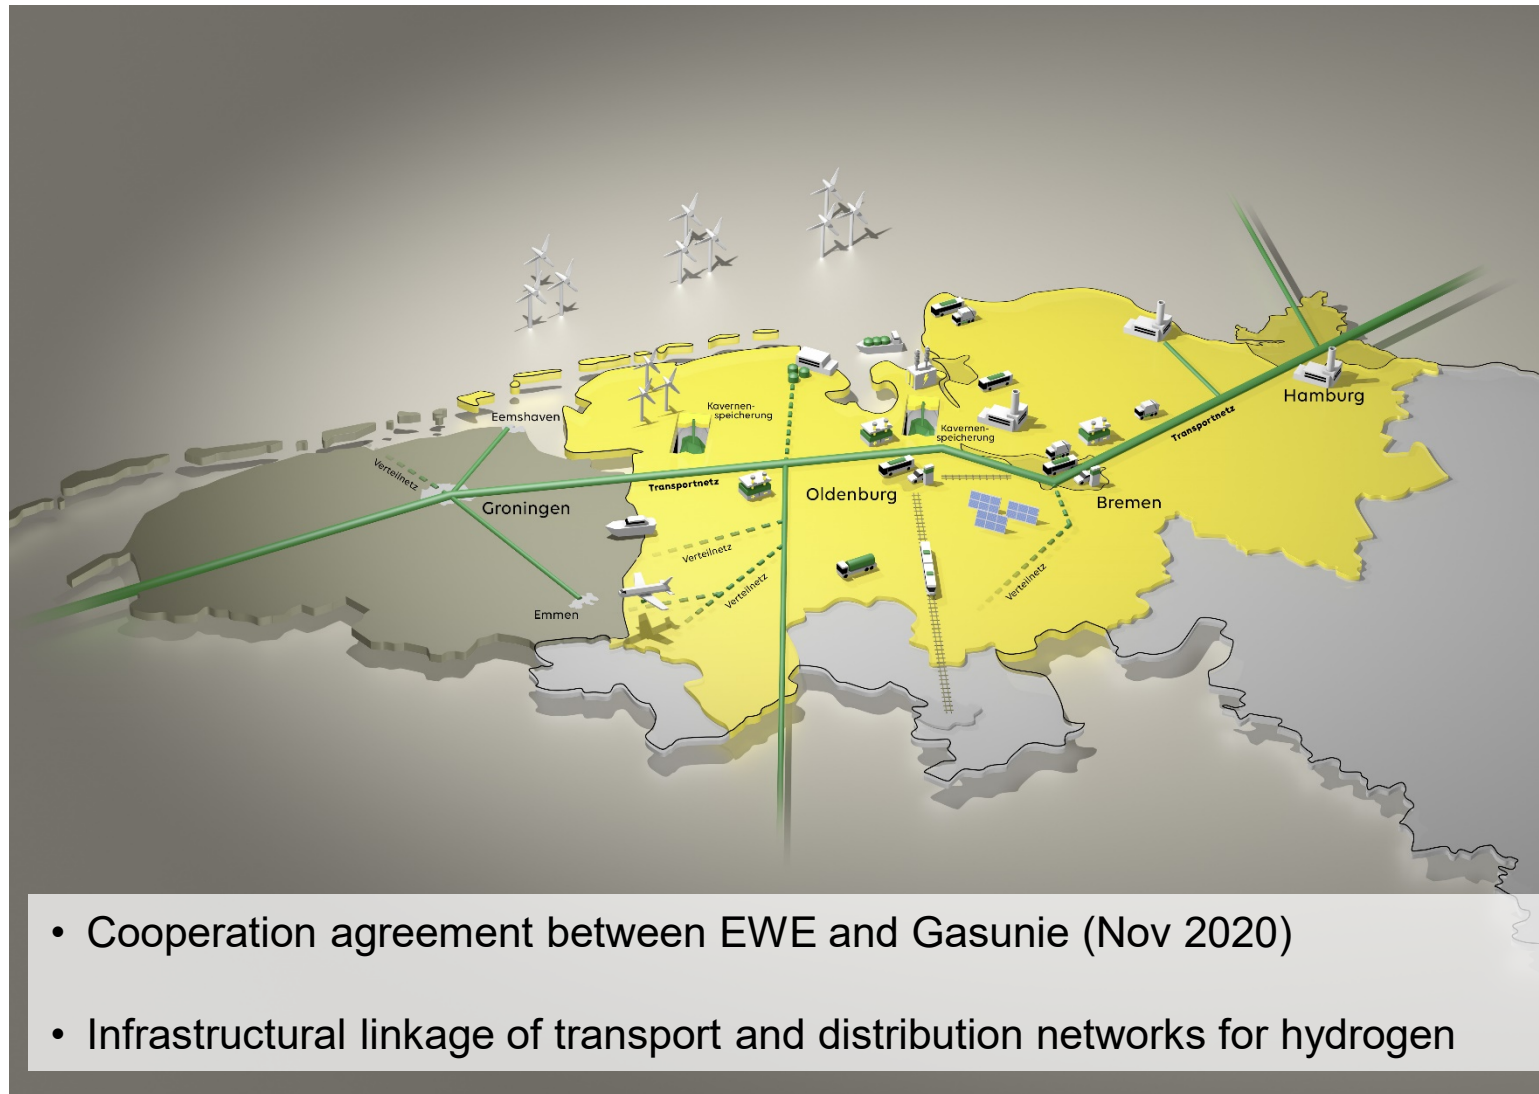 Eemshaven
Kavernen-
speicherung
Kavernen-
speicherung
Hamburg
Transportnetz
Verteilnetz
Groningen
Transportnetz
Oldenburg
Bremen
Verteilnetz
Verteilnetz
Verteilnetz
Emmen
• Cooperation agreement between EWE and Gasunie (Nov 2020)
• Infrastructural linkage of transport and distribution networks for hydrogen